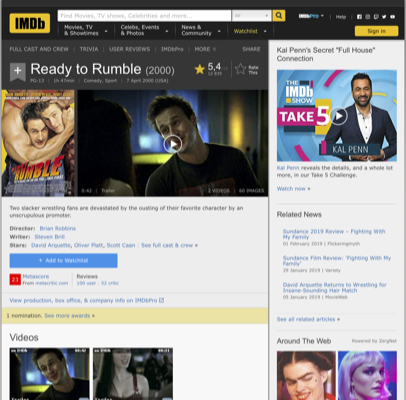 IMDb
Find Movies, TV shows, Celebrities and more...
All
IMDbPro
Help
Movies, TV & Showtimes
Celebs, Events & Photos
News & Community
Watchlist
Sign in
FULL CAST AND CREW | TRIVIA | USER REVIEWS | IMDbPro | MORE
SHARE
Ready to Rumble (2000)
PG-13 | 1h 47min | Comedy, Sport | 7 April 2000 (USA)
5,4
Rate This
RUMBLE
0:42 | Trailer
2 VIDEOS | 60 IMAGES
Two slacker wrestling fans are devastated by the ousting of their favorite character by an
unscrupulous promoter.
Director: Brian Robbins
Writer: Steven Brill
Stars: David Arquette, Oliver Platt, Scott Caan | See full cast & crew »
+ Add to Watchlist
23
Metascore
From metacritic.com
Reviews
100 user | 52 critic
View production, box office, & company info on IMDbPro
1 nomination. See more awards »
Videos
Kal Penn's Secret "Full House"
Connection
THE IMDb SHOW
TAKE 5
KAL PENN
Kal Penn reveals the details, and a whole lot
more, in our Take 5 Challenge.
Watch now »
Related News
Sundance 2019 Review – Fighting With
My Family
01 February 2019 | Flickeringmyth
Sundance Film Review: 'Fighting With My
Family'
29 January 2019 | Variety
David Arquette Returns to Wrestling for
Insane-Sounding Hair Match
05 January 2019 | MovieWeb
See all related articles »
Around The Web
Powered by ZergNet